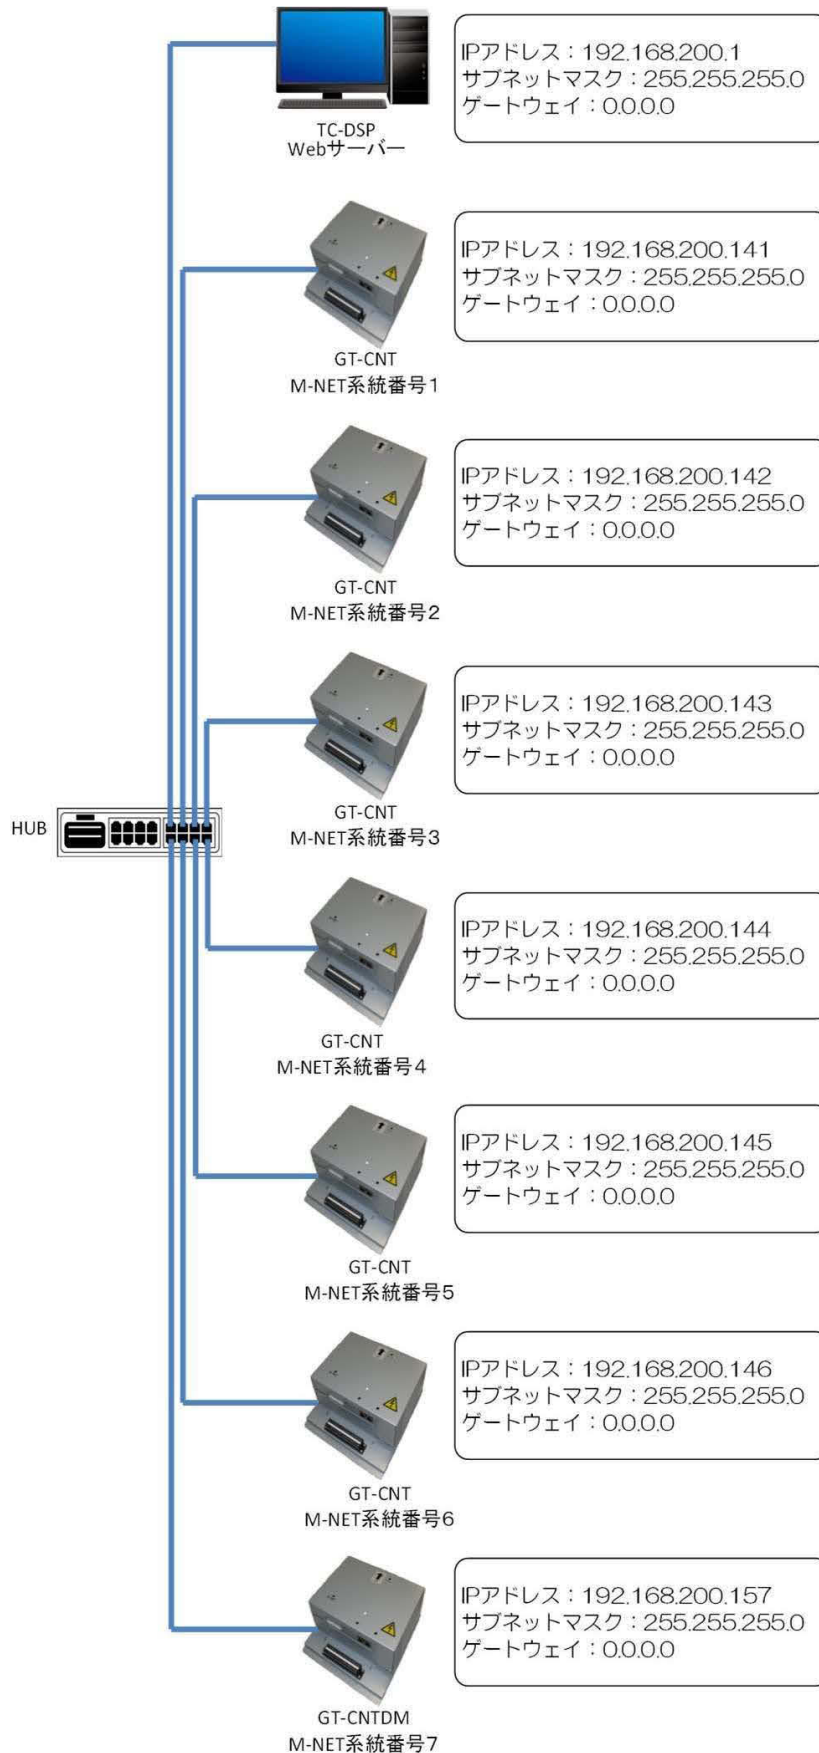 IPアドレス：192.168.200.1
サブネットマスク：255.255.255.0
ゲートウェイ：0.0.0.0
TC-DSP
Webサーバー
IPアドレス：192.168.200.141
サブネットマスク：255.255.255.0
ゲートウェイ：0.0.0.0
GT-CNT
M-NET系統番号1
IPアドレス：192.168.200.142
サブネットマスク：255.255.255.0
ゲートウェイ：0.0.0.0
GT-CNT
M-NET系統番号2
IPアドレス：192.168.200.143
サブネットマスク：255.255.255.0
ゲートウェイ：0.0.0.0
GT-CNT
M-NET系統番号3
HUB
IPアドレス：192.168.200.144
サブネットマスク：255.255.255.0
ゲートウェイ：0.0.0.0
GT-CNT
M-NET系統番号4
IPアドレス：192.168.200.145
サブネットマスク：255.255.255.0
ゲートウェイ：0.0.0.0
GT-CNT
M-NET系統番号5
IPアドレス：192.168.200.146
サブネットマスク：255.255.255.0
ゲートウェイ：0.0.0.0
GT-CNT
M-NET系統番号6
IPアドレス：192.168.200.157
サブネットマスク：255.255.255.0
ゲートウェイ：0.0.0.0
GT-CNTDM
M-NET系統番号7